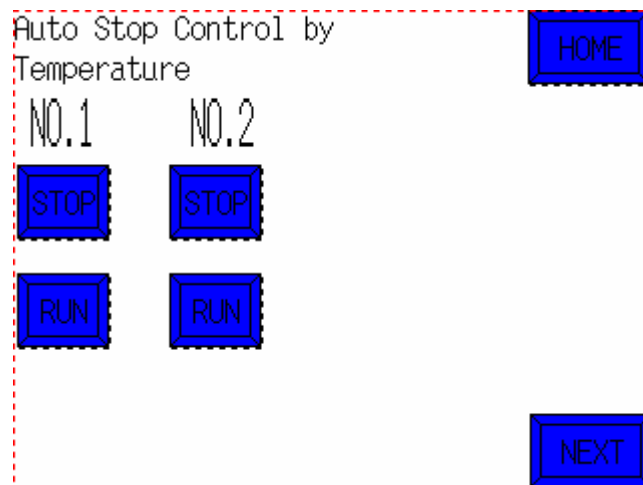 Auto Stop Control by
Temperature
HOME
NO.1 NO.2
STOP STOP
RUN RUN
NEXT